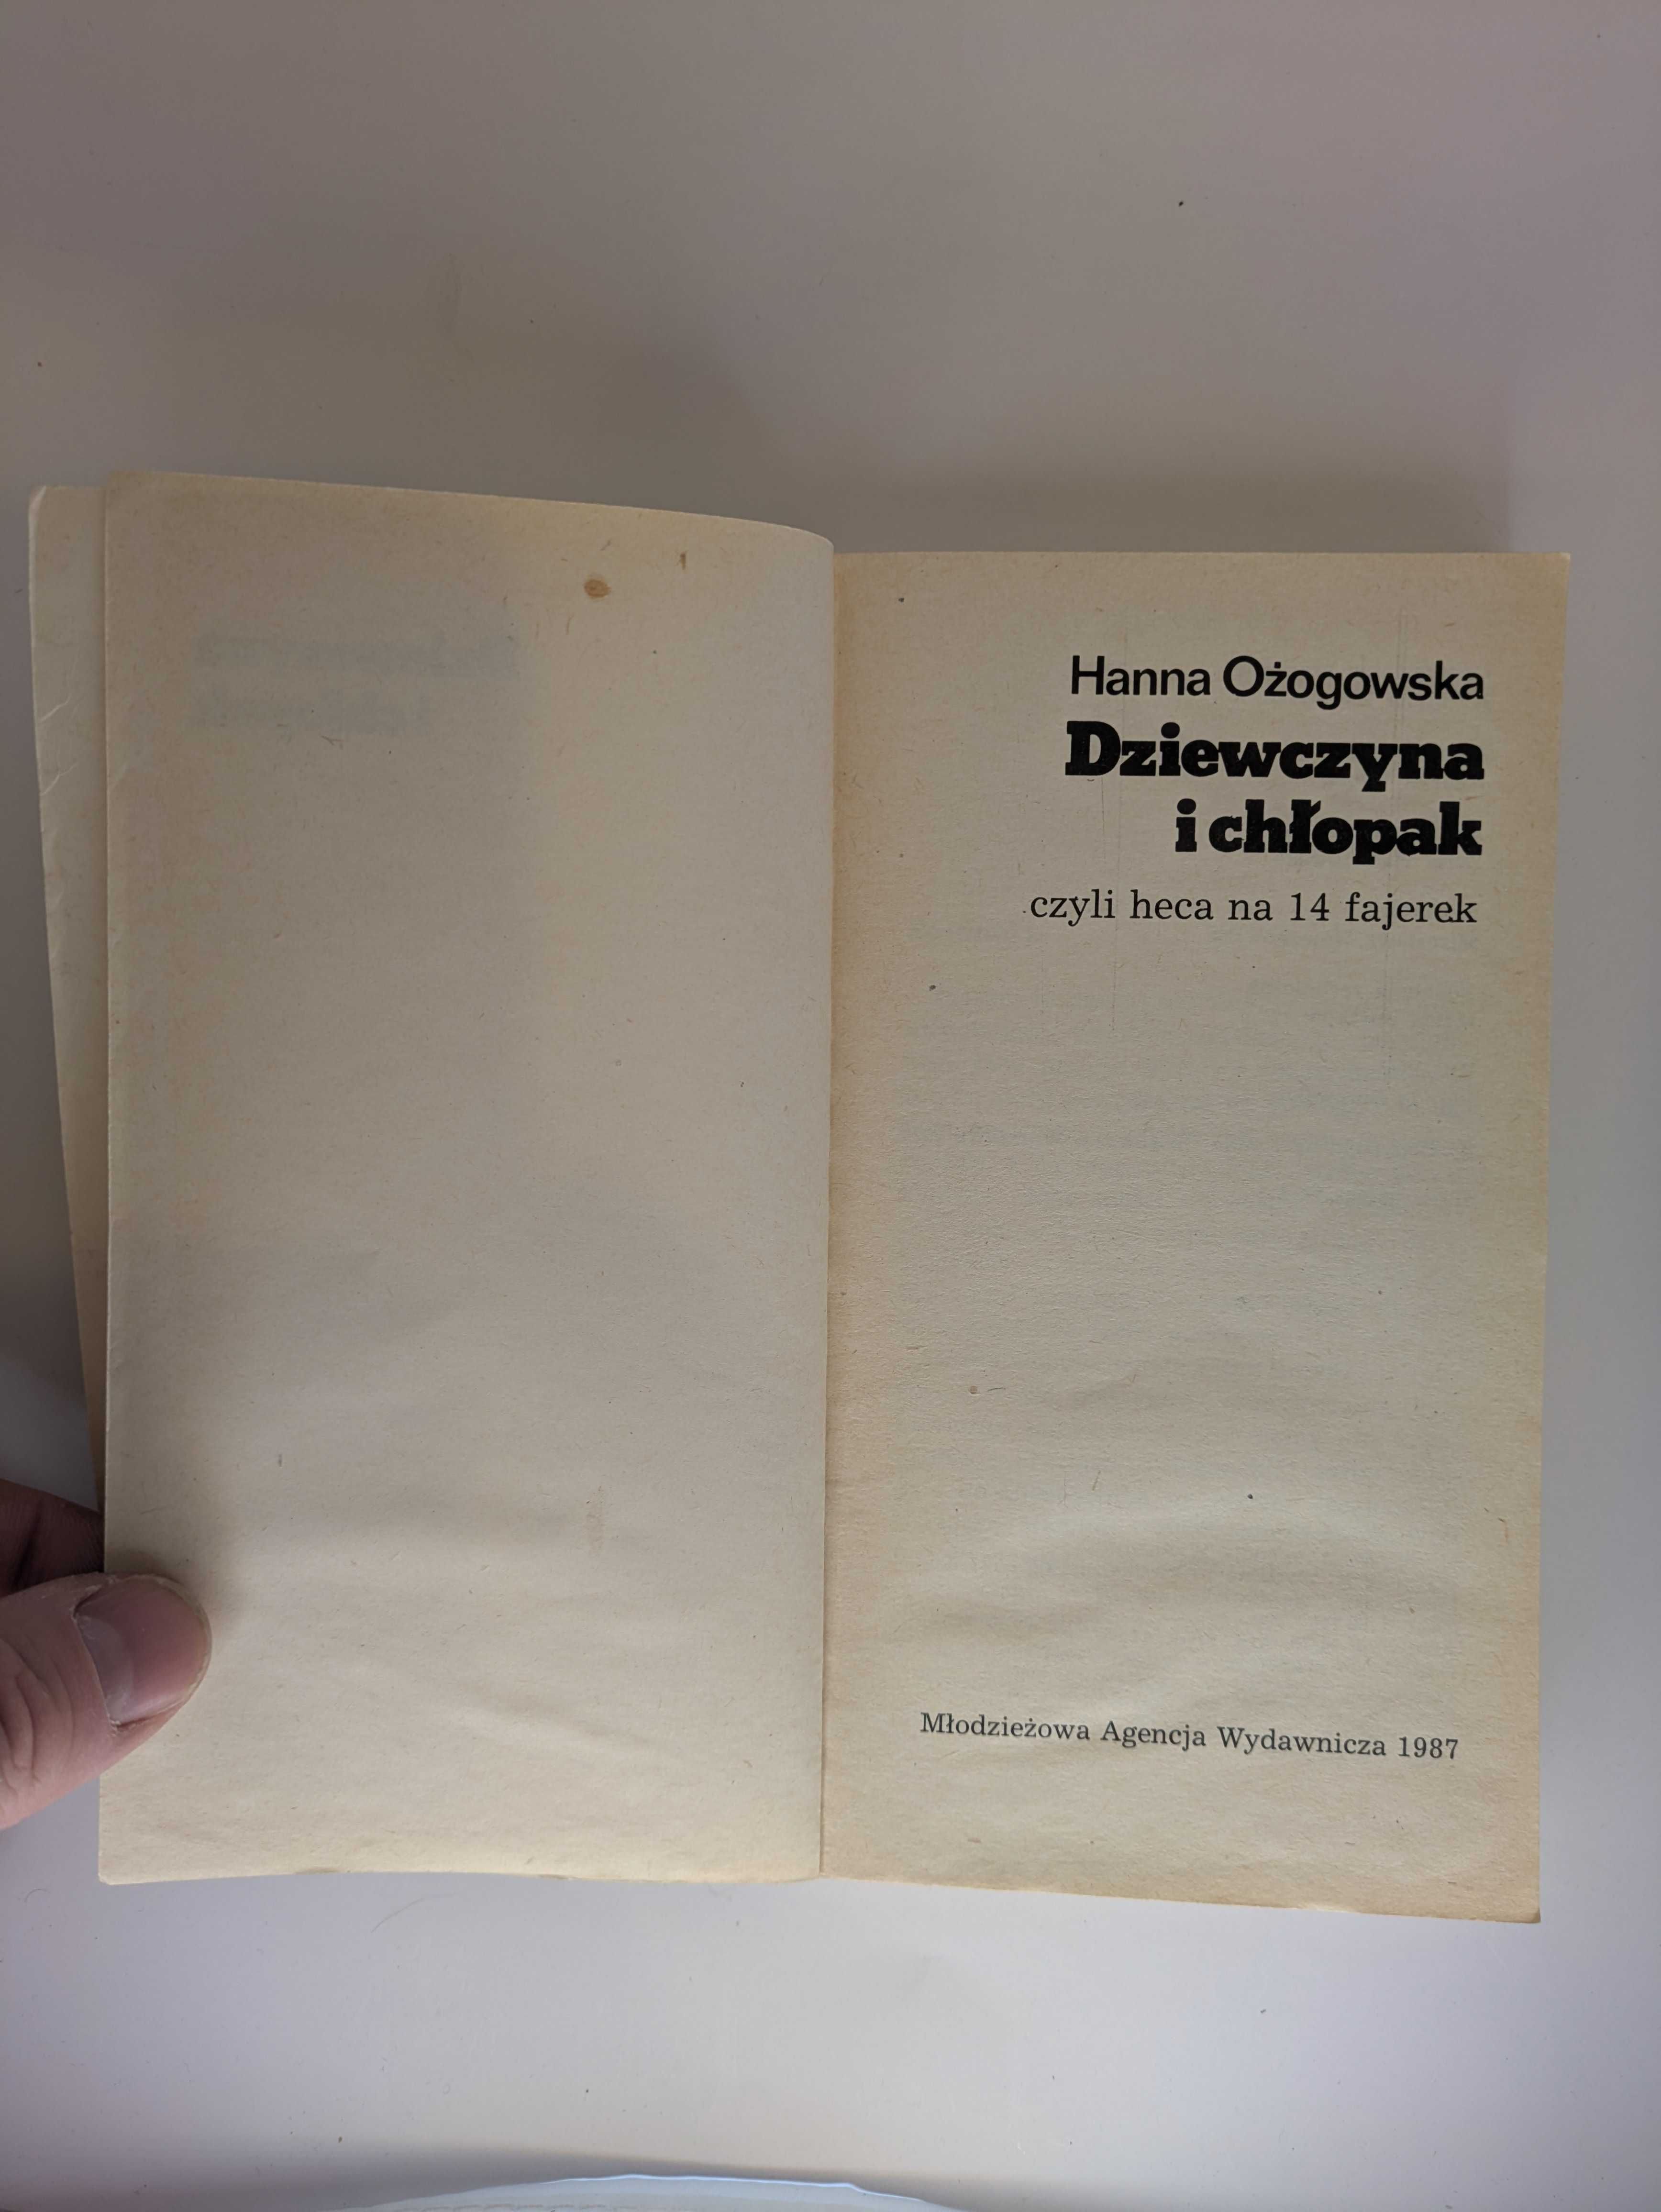 Hanna Ożogowska
Dziewczyna
i chłopak
czyli heca na 14 fajerek
Młodzieżowa Agencja Wydawnicza 1987